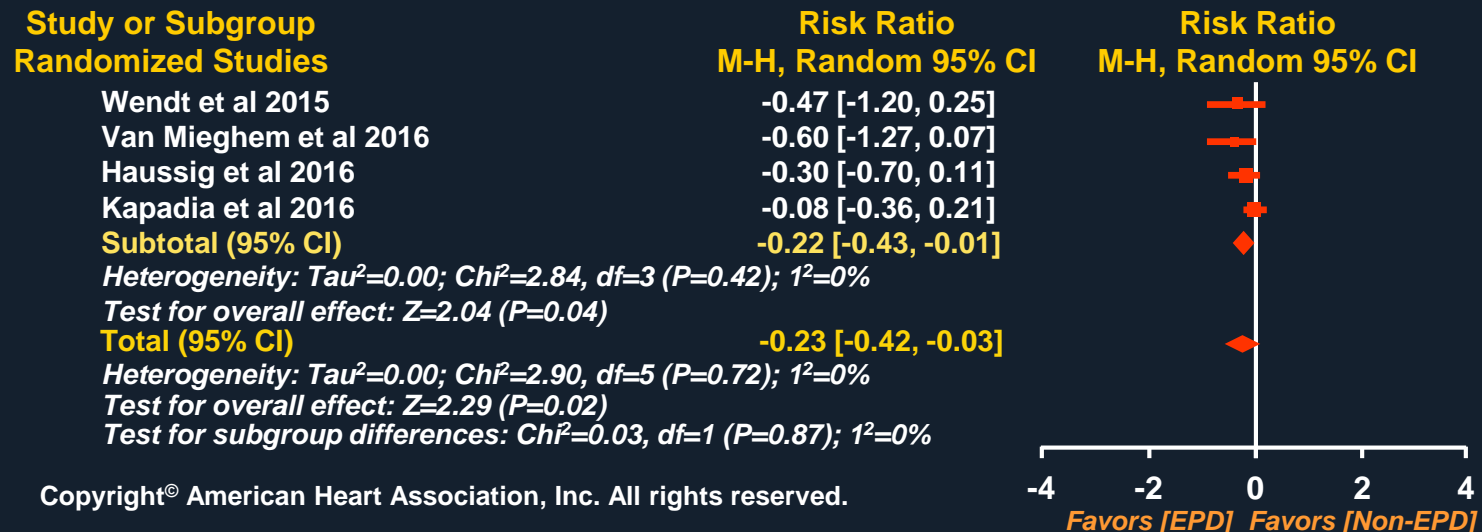 Study or Subgroup Risk Ratio Risk Ratio
Randomized Studies M-H, Random 95% CI M-H, Random 95% CI
Wendt et al 2015 -0.47 [-1.20, 0.25]
Van Mieghem et al 2016 -0.60 [-1.27, 0.07]
Haussig et al 2016 -0.30 [-0.70, 0.11]
Kapadia et al 2016 -0.08 [-0.36, 0.21]
Subtotal (95% CI) -0.22 [-0.43, -0.01]
Heterogeneity: Tau²=0.00; Chi²=2.84, df=3 (P=0.42); 1²=0%
Test for overall effect: Z=2.04 (P=0.04)
Total (95% CI) -0.23 [-0.42, -0.03]
Heterogeneity: Tau²=0.00; Chi²=2.90, df=5 (P=0.72); 1²=0%
Test for overall effect: Z=2.29 (P=0.02)
Test for subgroup differences: Chi²=0.03, df=1 (P=0.87); 1²=0%
-4 -2 0 2 4
Favors [EPD] Favors [Non-EPD]
Copyright© American Heart Association, Inc. All rights reserved.